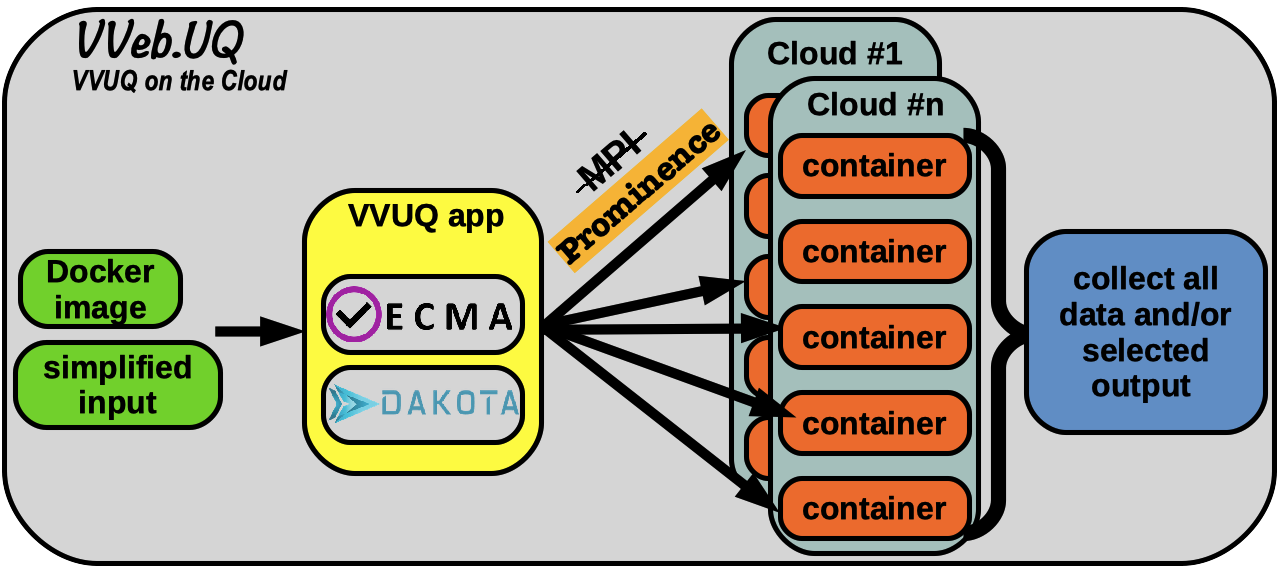 VVeb.UQ
VVUQ on the Cloud
Docker
image
simplified
input
VVUQ app
ECMA
DAKOTA
MPI
Prominence
Cloud #1
Cloud #n
container
container
container
container
container
collect all
data and/or
selected
output